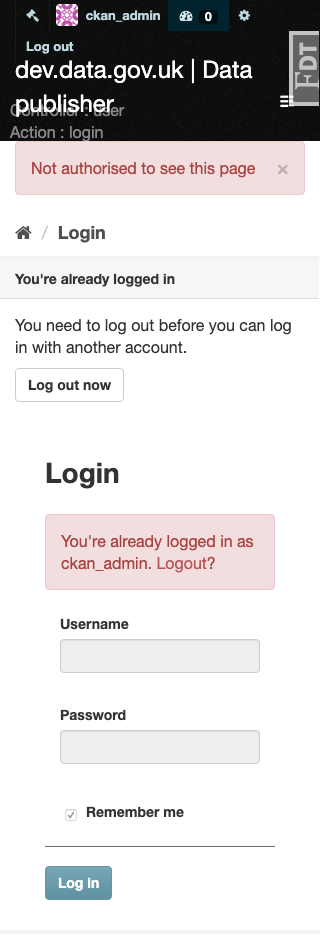 ckan_admin 0
Log out
dev.data.gov.uk | Data
publisher
Controller : user
Action : login
FDT
Not authorised to see this page ×
/ Login
You're already logged in
You need to log out before you can log
in with another account.
Log out now
Login
You're already logged in as
ckan_admin. Logout?
Username
Password
Remember me
Log in